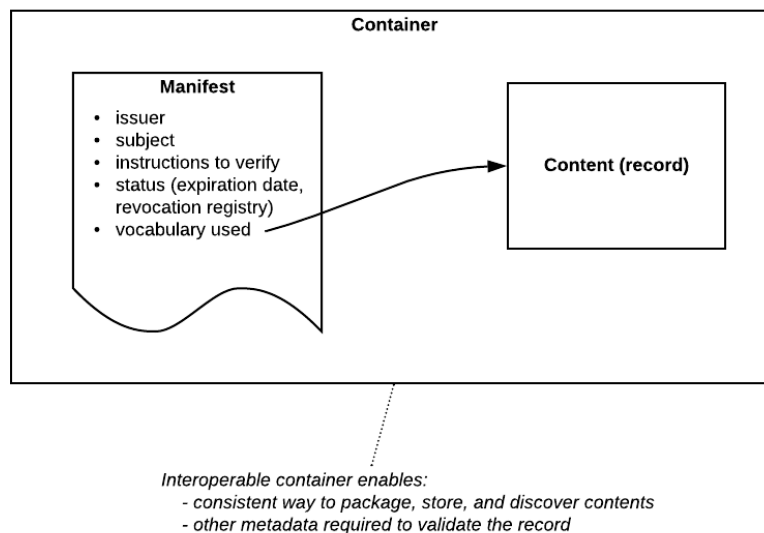 Container
Manifest
• issuer
• subject
• instructions to verify
• status (expiration date,
revocation registry)
• vocabulary used
Content (record)
Interoperable container enables:
- consistent way to package, store, and discover contents
- other metadata required to validate the record